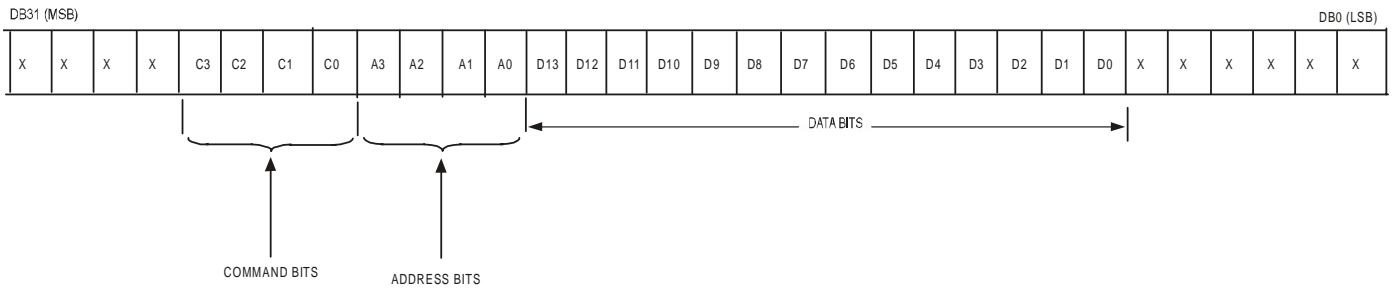 DB31 (MSB) DB0 (LSB)
X X X X C3 C2 C1 C0 A3 A2 A1 A0 D13 D12 D11 D10 D9 D8 D7 D6 D5 D4 D3 D2 D1 D0 X X X X X X
DATA BITS
COMMAND BITS ADDRESS BITS